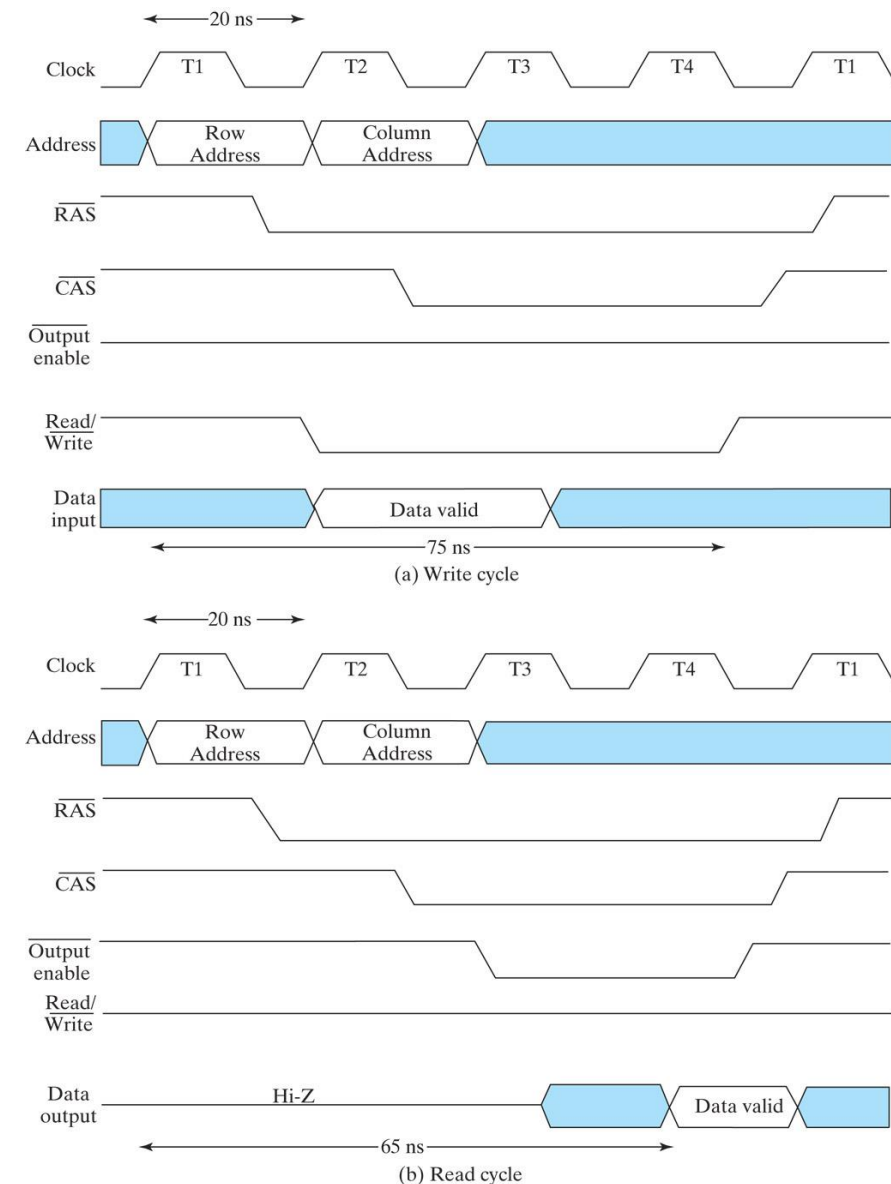 20 ns
Clock T1 T2 T3 T4 T1
Address Row Address Column Address
RAS
CAS
Output
enable
Read/
Write
Data
input Data valid
75 ns
(a) Write cycle
20 ns
Clock T1 T2 T3 T4 T1
Address Row Address Column Address
RAS
CAS
Output
enable
Read/
Write
Data
output Hi-Z Data valid
65 ns
(b) Read cycle